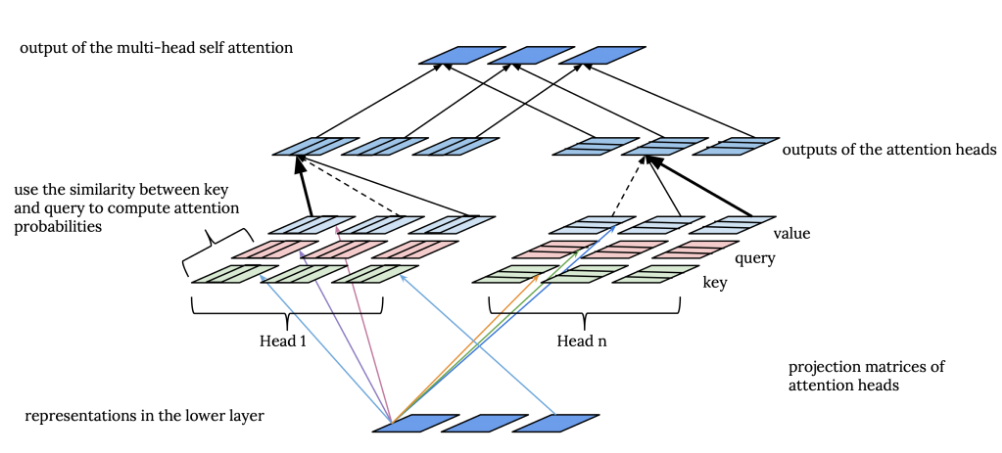 output of the multi-head self attention
outputs of the attention heads
use the similarity between key
and query to compute attention
probabilities
value
query
key
Head 1
Head n
projection matrices of
attention heads
representations in the lower layer